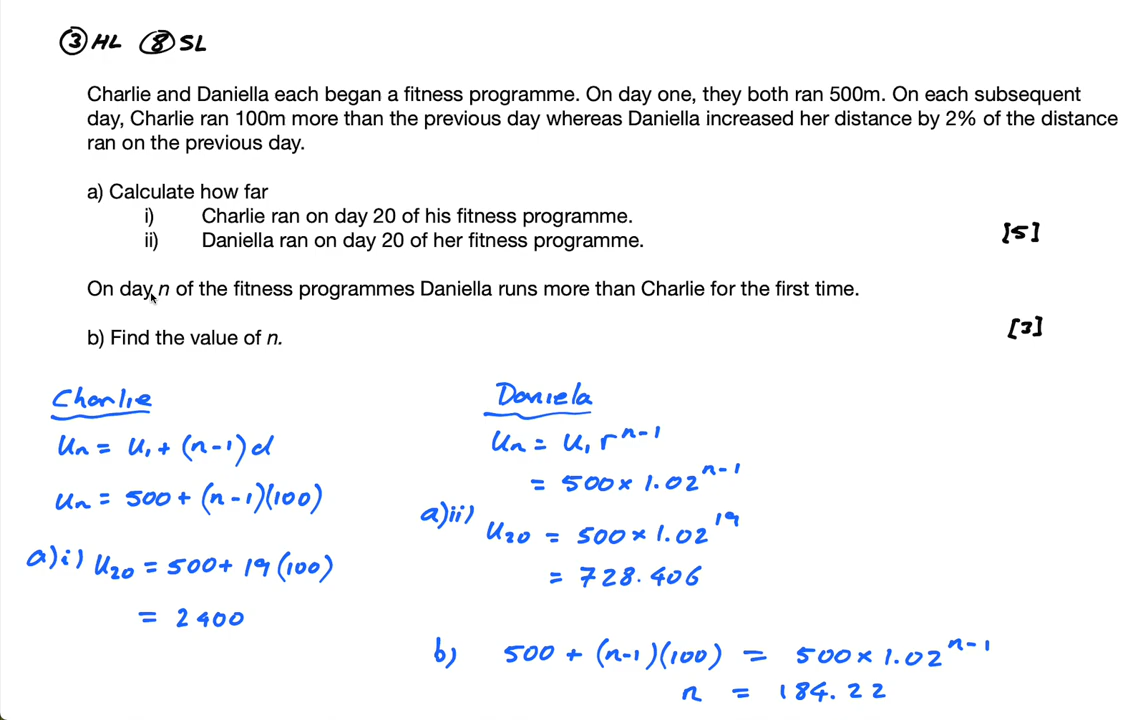 ③ HL ⑧ SL
Charlie and Daniella each began a fitness programme. On day one, they both ran 500m. On each subsequent
day, Charlie ran 100m more than the previous day whereas Daniella increased her distance by 2% of the distance
ran on the previous day.
a) Calculate how far
i) Charlie ran on day 20 of his fitness programme.
ii) Daniella ran on day 20 of her fitness programme.
[5]
On day n of the fitness programmes Daniella runs more than Charlie for the first time.
b) Find the value of n.
[3]
Charlie
uₙ = u₁ + (n-1)d
uₙ = 500 + (n-1)(100)
a)i) u₂₀ = 500 + 19(100)
= 2400
Daniela
uₙ = u₁ rⁿ⁻¹
= 500 × 1.02ⁿ⁻¹
a)ii) u₂₀ = 500 × 1.02¹⁹
= 728.406
b) 500 + (n-1)(100) = 500 × 1.02ⁿ⁻¹
n = 184.22